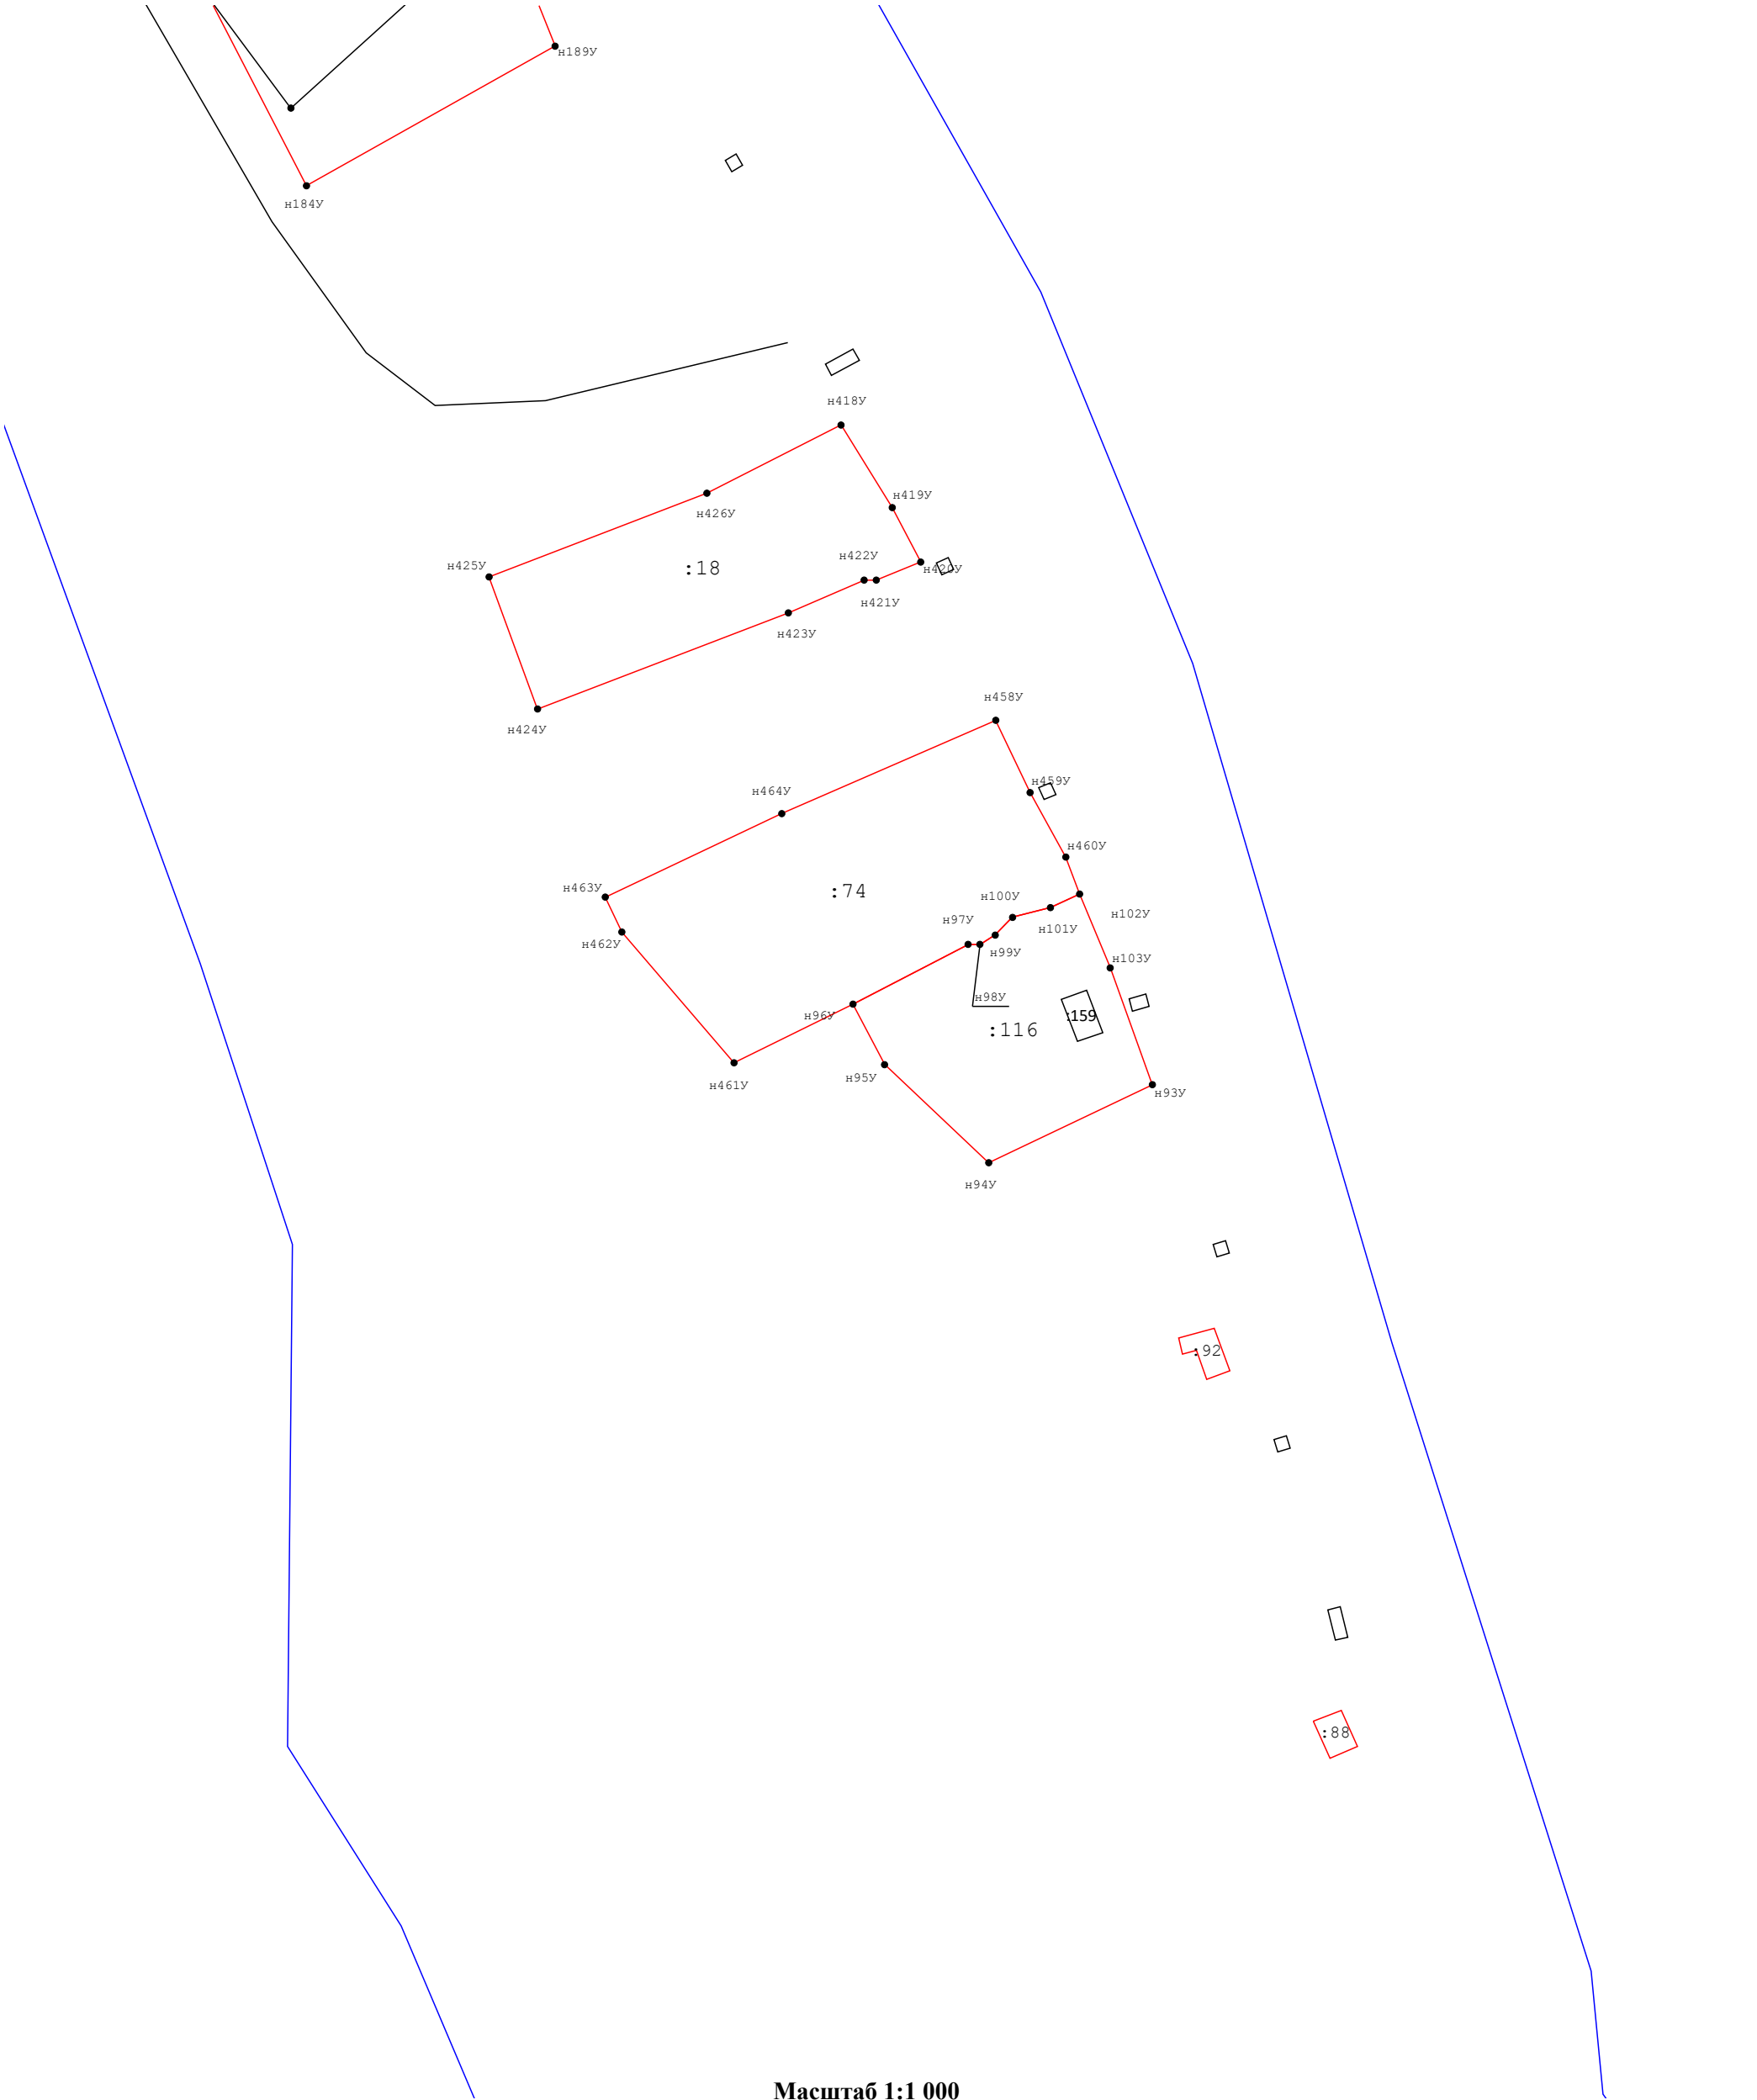 н189У
н184У
н418У
н419У
н426У
н422У
н425У
:18
н420У
н421У
н423У
н458У
н424У
н459У
н464У
н460У
н463У
:74
н100У
н102У
н97У
н101У
н462У
н99У
н103У
н98У
н96У
:159
:116
н95У
н461У
н93У
н94У
:92
:88
Масштаб 1:1 000